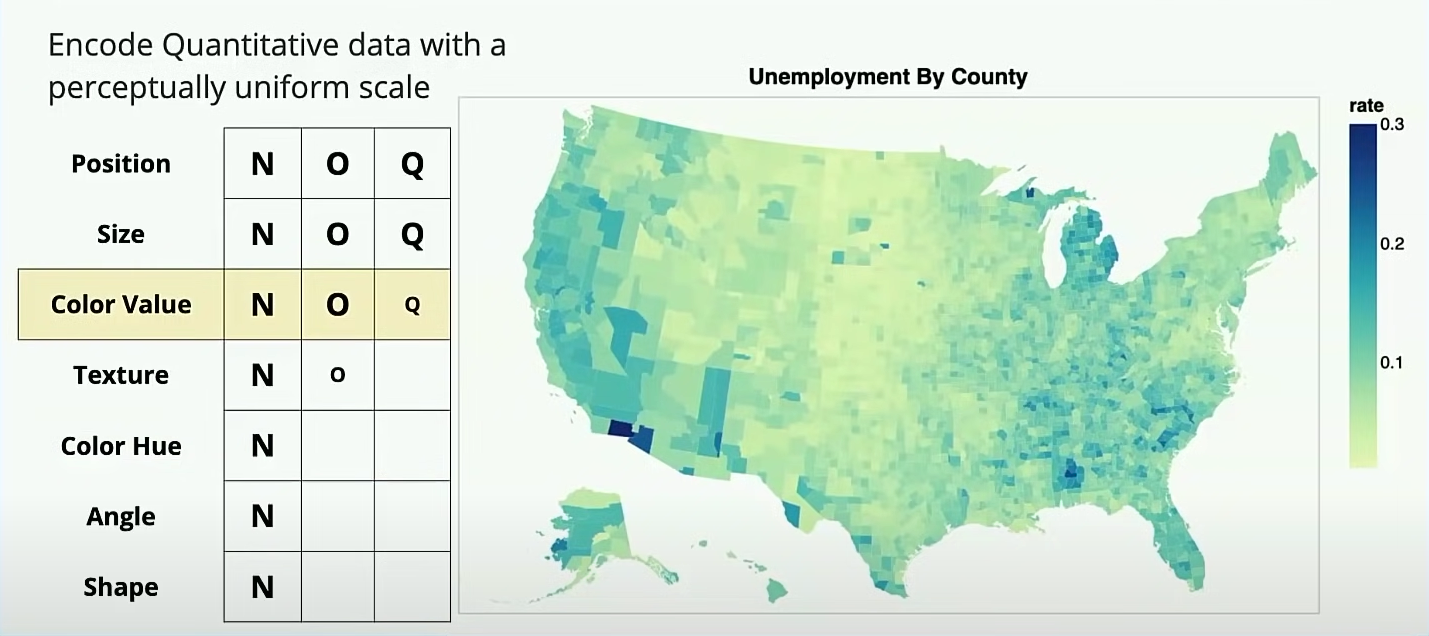 Encode Quantitative data with a
perceptually uniform scale
Position N O Q
Size N O Q
Color Value N O Q
Texture N O
Color Hue N
Angle N
Shape N
Unemployment By County
rate
0.3
0.2
0.1